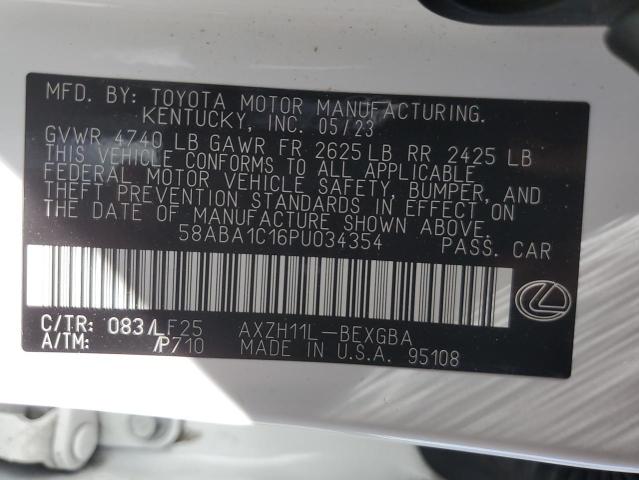 MFD. BY: TOYOTA MOTOR MANUFACTURING.
KENTUCKY, INC. 05/23
GVWR 4740 LB GAWR FR 2625 LB RR 2425 LB
THIS VEHICLE CONFORMS TO ALL APPLICABLE
FEDERAL MOTOR VEHICLE SAFETY, BUMPER, AND
THEFT PREVENTION STANDARDS IN EFFECT ON
THE DATE OF MANUFACTURE SHOWN ABOVE.
58ABA1C16PU034354 PASS. CAR
C/TR: 083/LF25 AXZH11L-BEXGBA
A/TM: /P710 MADE IN U.S.A. 95108